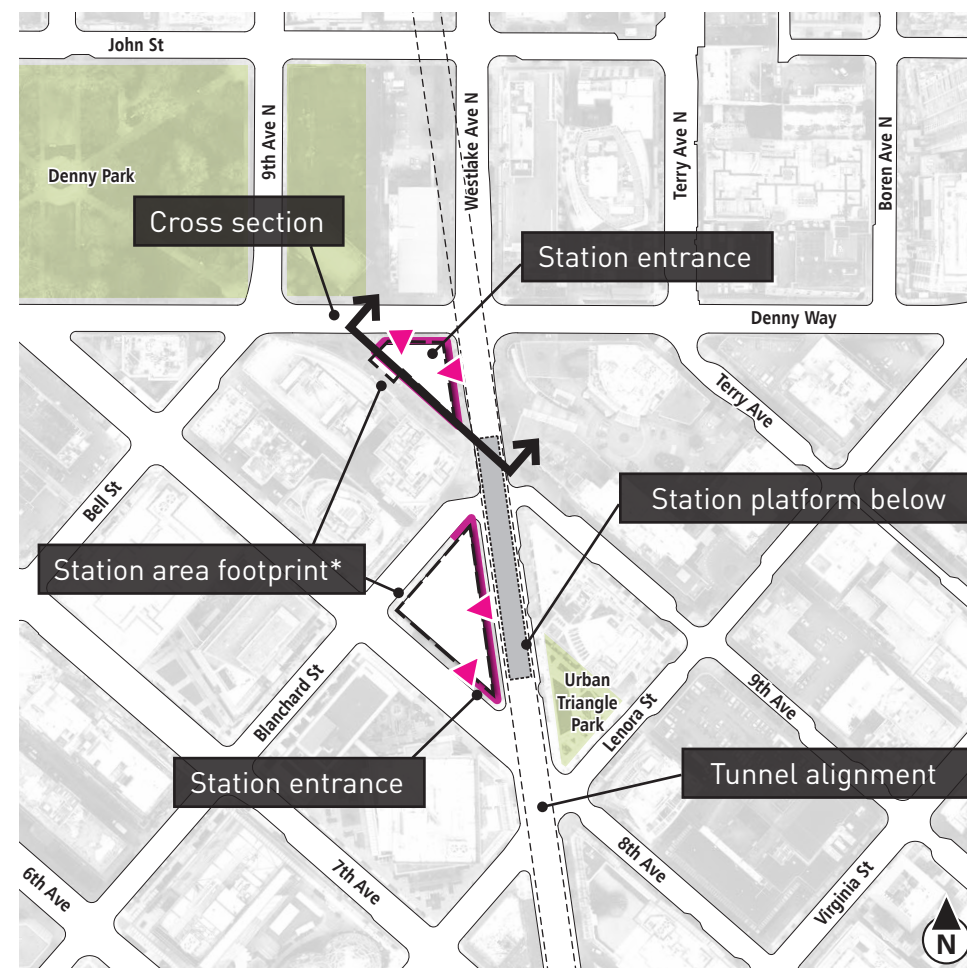 John St
9th Ave N
Westlake Ave N
Terry Ave N
Boren Ave N
Denny Park
Cross section
Station entrance
Denny Way
Terry Ave
Bell St
Station platform below
Station area footprint*
Urban
Triangle
Park
Blanchard St
Lenora St
9th Ave
Station entrance
Tunnel alignment
6th Ave
7th Ave
8th Ave
Virginia St
N